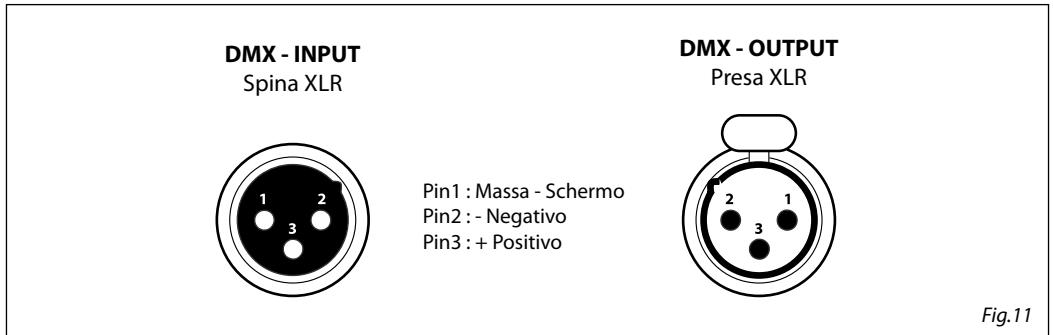 DMX - INPUT
Spina XLR
1 2
3
Pin1 : Massa - Schermo
Pin2 : - Negativo
Pin3 : + Positivo
DMX - OUTPUT
Presa XLR
2 1
3
Fig.11